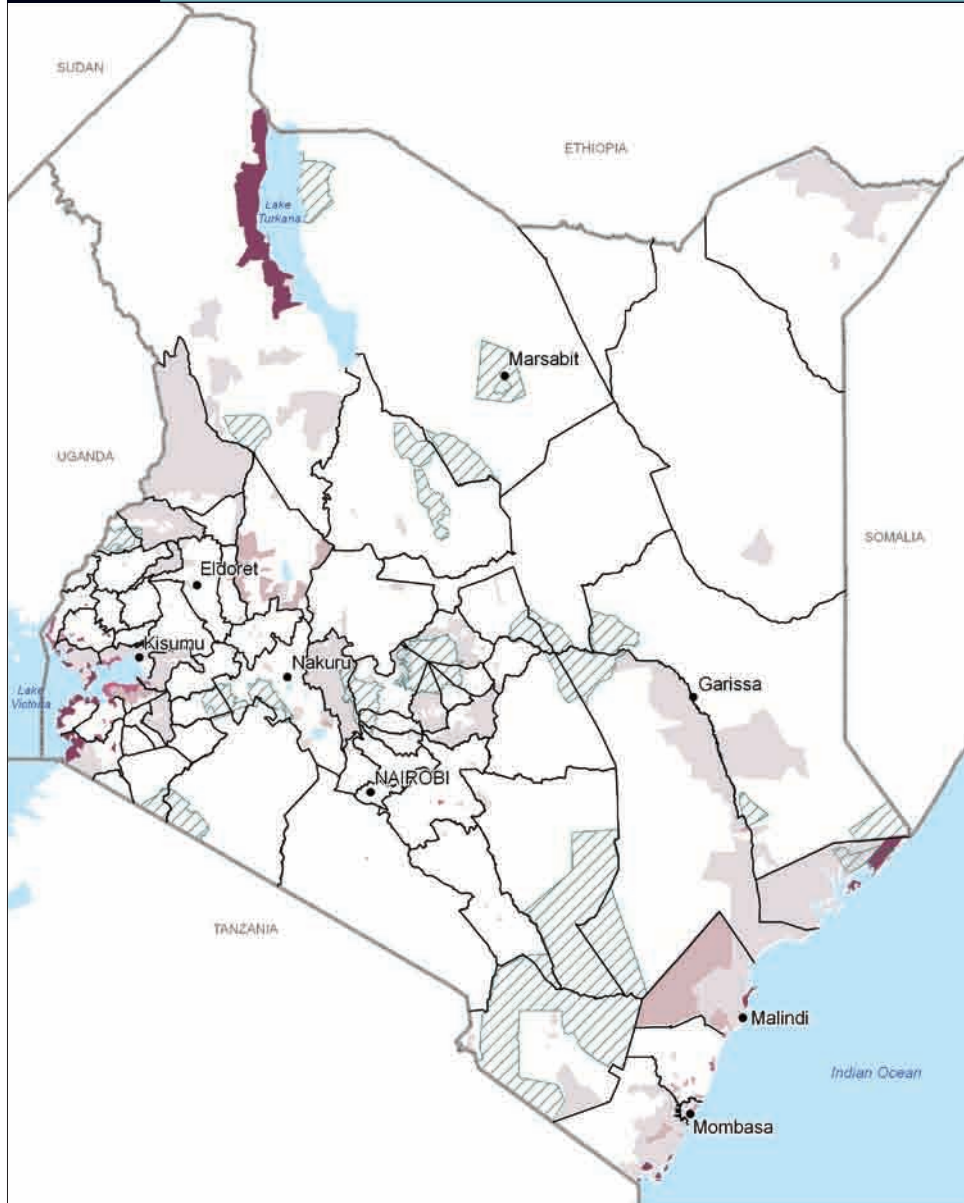 SUDAN
ETHIOPIA
Lake
Turkana
Marsabit
UGANDA
SOMALIA
Eldoret
Kisumu
Nakuru
Garissa
Lake
Victoria
NAIROBI
TANZANIA
Malindi
Indian Ocean
Mombasa